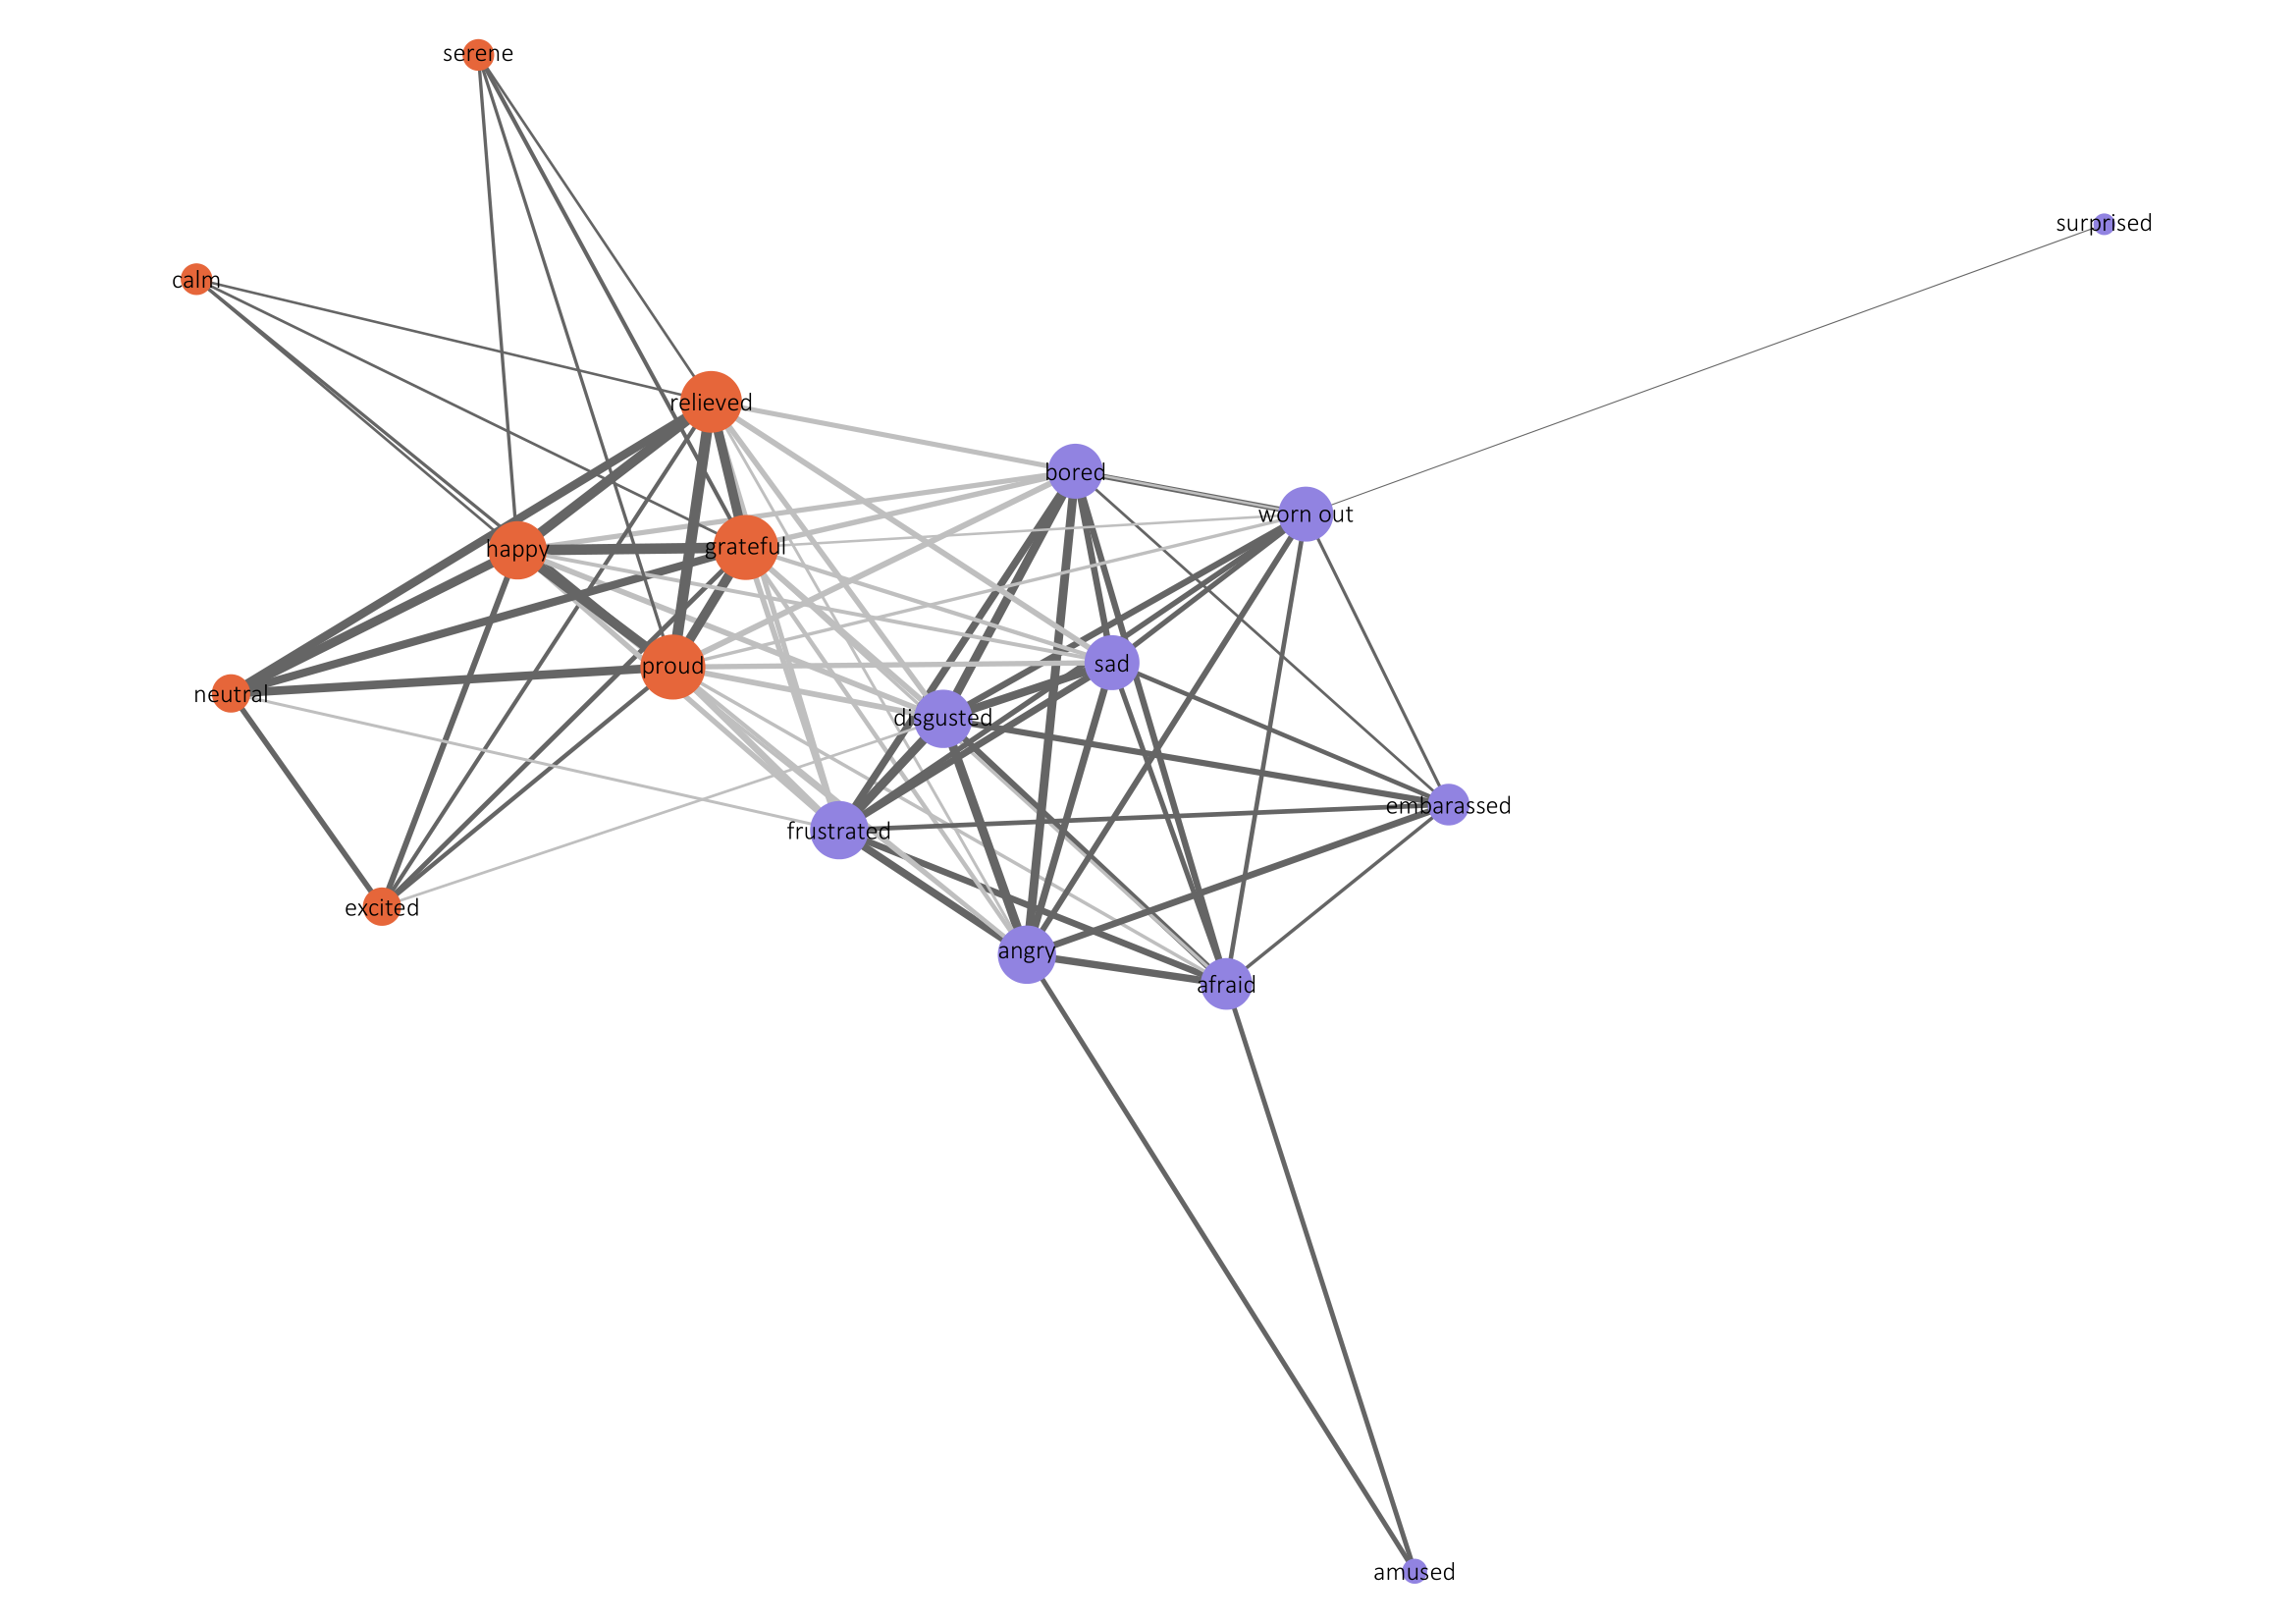 serene
surprised
calm
relieved
bored
worn out
happy
grateful
sad
proud
neutral
disgusted
embarassed
frustrated
excited
angry
afraid
amused